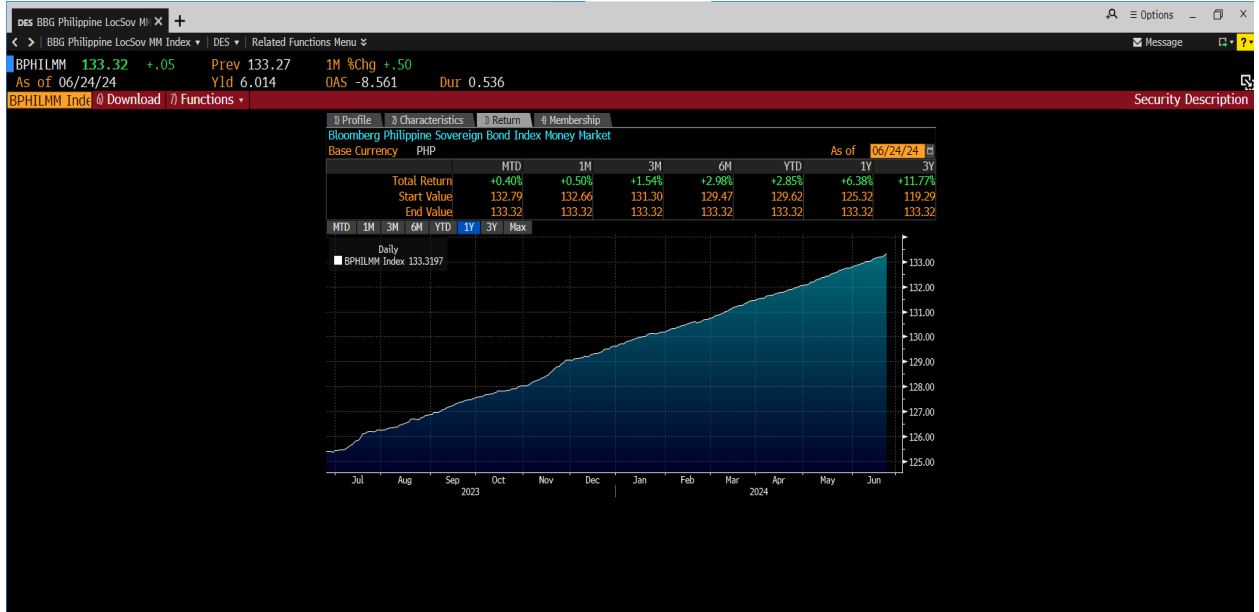 DES BBG Philippine LocSov MM X +
Options _ X
< > BBG Philippine LocSov MM Index ▾ DES ▾ Related Functions Menu
Message ?
BPHILMM 133.32 +.05 Prev 133.27 1M %Chg +.50
As of 06/24/24 Yld 6.014 OAS -8.561 Dur 0.536
BPHILMM Inde 6) Download 7) Functions ▾ Security Description
1) Profile 2) Characteristics 3) Return 4) Membership
Bloomberg Philippine Sovereign Bond Index Money Market
Base Currency PHP As of 06/24/24
MTD 1M 3M 6M YTD 1Y 3Y
Total Return +0.40% +0.50% +1.54% +2.98% +2.85% +6.38% +11.77%
Start Value 132.79 132.66 131.30 129.47 129.62 125.32 119.29
End Value 133.32 133.32 133.32 133.32 133.32 133.32 133.32
MTD 1M 3M 6M YTD 1Y 3Y Max
Daily
BPHILMM Index 133.3197
133.00
132.00
131.00
130.00
129.00
128.00
127.00
126.00
125.00
Jul Aug Sep Oct Nov Dec Jan Feb Mar Apr May Jun
2023 2024